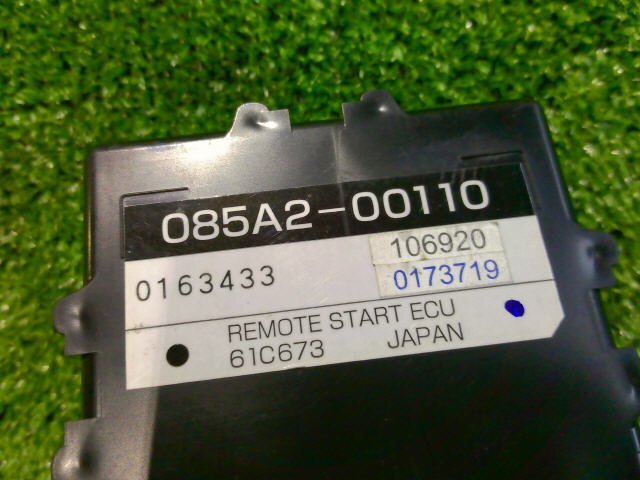 085A2-00110
0163433
106920
0173719
REMOTE START ECU
61C673 JAPAN